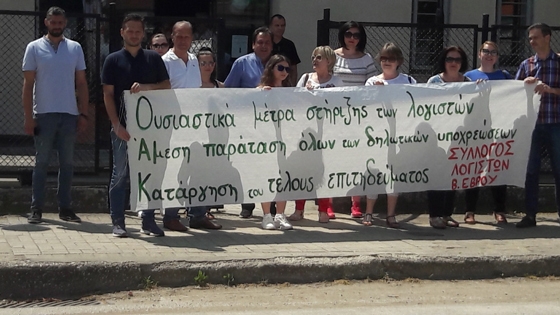 Ουσιαστικά μέτρα στήριξης των λογιστών
Άμεση παράταση όλων των δηλωτικών υποχρεώσεων
Κατάργηση του τέλους επιτηδεύματος
ΣΥΛΛΟΓΟΣ
ΛΟΓΙΣΤΩΝ
Β. ΕΒΡΟΥ